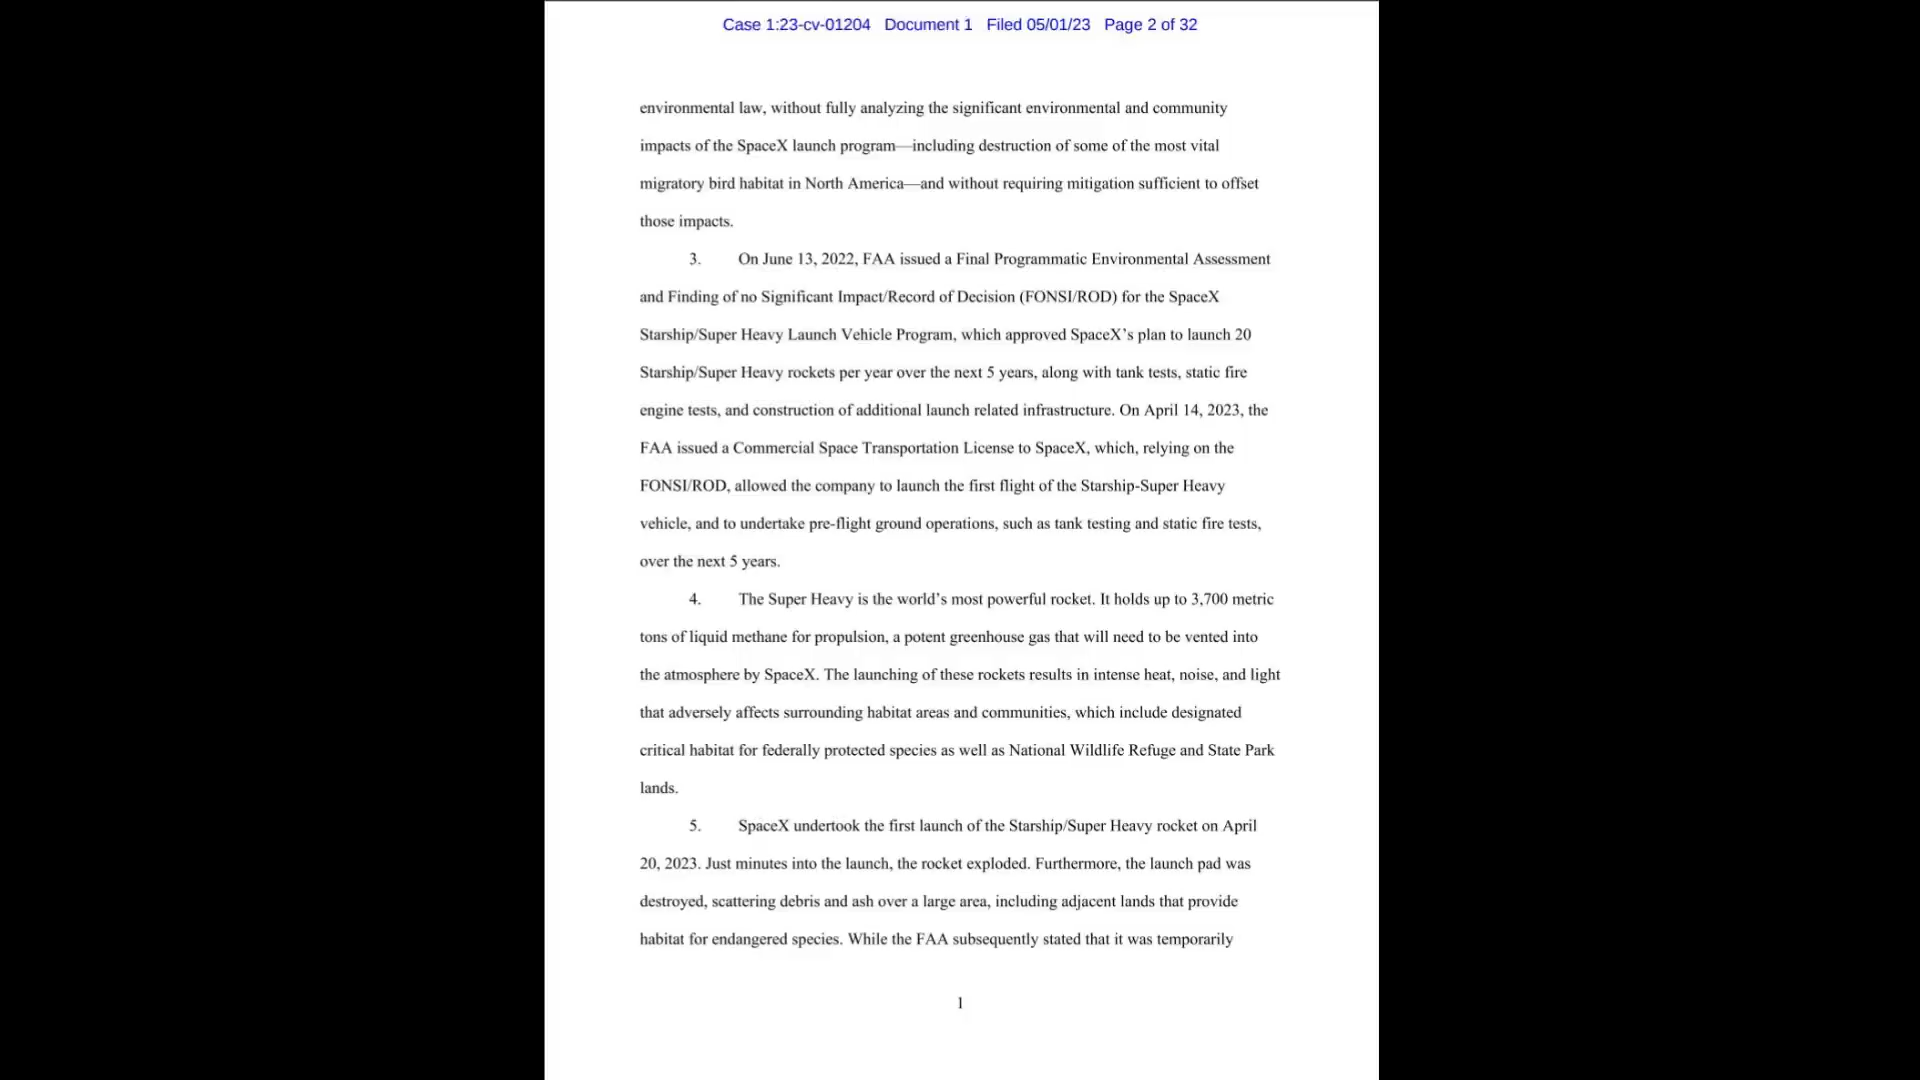 Case 1:23-cv-01204 Document 1 Filed 05/01/23 Page 2 of 32
environmental law, without fully analyzing the significant environmental and community
impacts of the SpaceX launch program—including destruction of some of the most vital
migratory bird habitat in North America—and without requiring mitigation sufficient to offset
those impacts.
3. On June 13, 2022, FAA issued a Final Programmatic Environmental Assessment
and Finding of no Significant Impact/Record of Decision (FONSI/ROD) for the SpaceX
Starship/Super Heavy Launch Vehicle Program, which approved SpaceX’s plan to launch 20
Starship/Super Heavy rockets per year over the next 5 years, along with tank tests, static fire
engine tests, and construction of additional launch related infrastructure. On April 14, 2023, the
FAA issued a Commercial Space Transportation License to SpaceX, which, relying on the
FONSI/ROD, allowed the company to launch the first flight of the Starship-Super Heavy
vehicle, and to undertake pre-flight ground operations, such as tank testing and static fire tests,
over the next 5 years.
4. The Super Heavy is the world’s most powerful rocket. It holds up to 3,700 metric
tons of liquid methane for propulsion, a potent greenhouse gas that will need to be vented into
the atmosphere by SpaceX. The launching of these rockets results in intense heat, noise, and light
that adversely affects surrounding habitat areas and communities, which include designated
critical habitat for federally protected species as well as National Wildlife Refuge and State Park
lands.
5. SpaceX undertook the first launch of the Starship/Super Heavy rocket on April
20, 2023. Just minutes into the launch, the rocket exploded. Furthermore, the launch pad was
destroyed, scattering debris and ash over a large area, including adjacent lands that provide
habitat for endangered species. While the FAA subsequently stated that it was temporarily
1